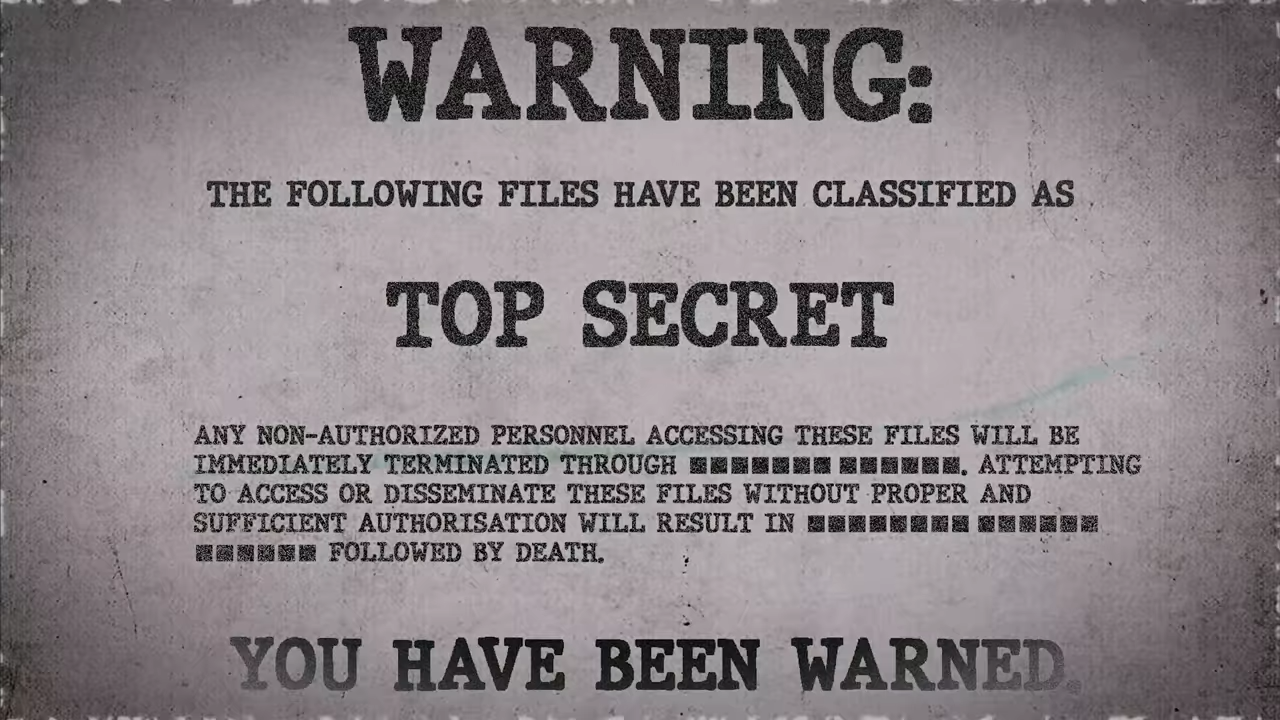 WARNING:
THE FOLLOWING FILES HAVE BEEN CLASSIFIED AS
TOP SECRET
ANY NON-AUTHORIZED PERSONNEL ACCESSING THESE FILES WILL BE
IMMEDIATELY TERMINATED THROUGH ■■■■■■■ ■■■■■■. ATTEMPTING
TO ACCESS OR DISSEMINATE THESE FILES WITHOUT PROPER AND
SUFFICIENT AUTHORISATION WILL RESULT IN ■■■■■■■■ ■■■■■■
■■■■■■ FOLLOWED BY DEATH.
YOU HAVE BEEN WARNED.